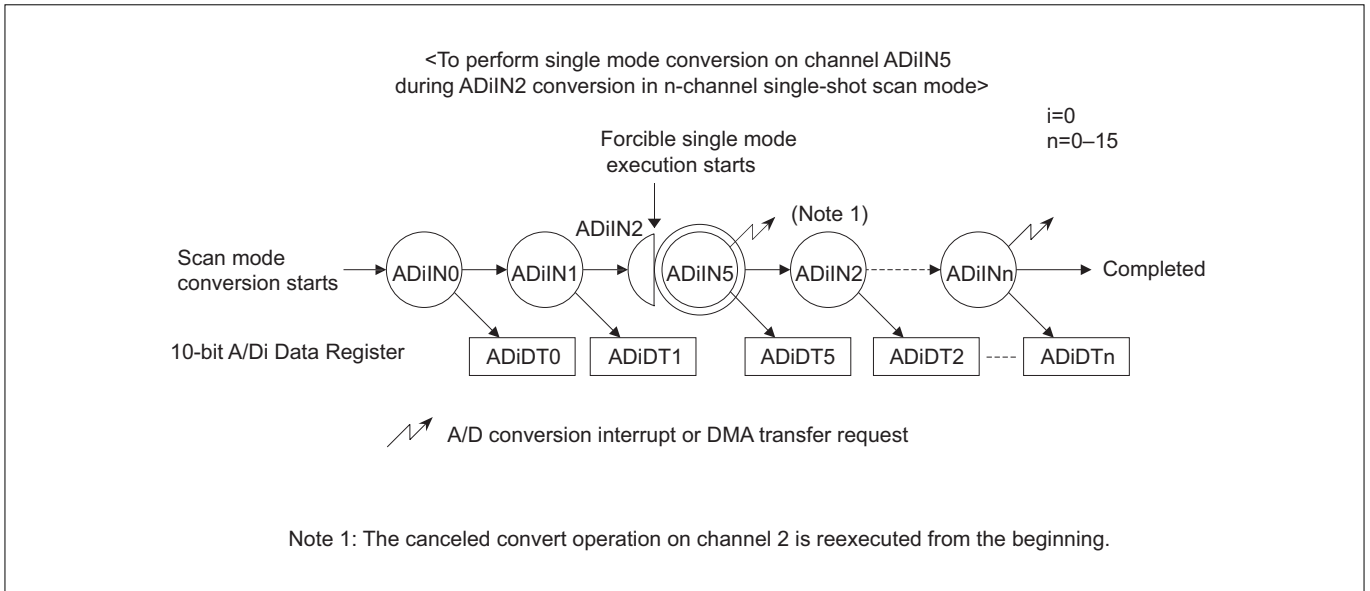 <To perform single mode conversion on channel ADiIN5
during ADiIN2 conversion in n-channel single-shot scan mode>
i=0
n=0–15
Forcible single mode
execution starts
ADiIN2
(Note 1)
Scan mode
conversion starts
ADiIN0
ADiIN1
ADiIN5
ADiIN2
ADiINn
Completed
10-bit A/Di Data Register
ADiDT0
ADiDT1
ADiDT5
ADiDT2
ADiDTn
A/D conversion interrupt or DMA transfer request
Note 1: The canceled convert operation on channel 2 is reexecuted from the beginning.